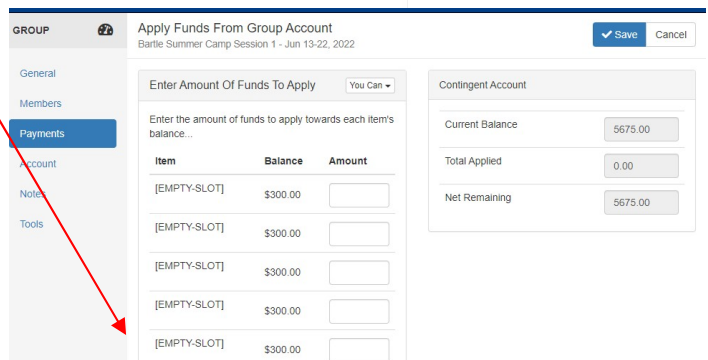 GROUP
General
Members
Payments
Account
Notes
Tools
Apply Funds From Group Account
Bartle Summer Camp Session 1 - Jun 13-22, 2022
Save Cancel
Enter Amount Of Funds To Apply You Can
Enter the amount of funds to apply towards each item's
balance...
Item Balance Amount
[EMPTY-SLOT] $300.00
[EMPTY-SLOT] $300.00
[EMPTY-SLOT] $300.00
[EMPTY-SLOT] $300.00
[EMPTY-SLOT] $300.00
Contingent Account
Current Balance 5675.00
Total Applied 0.00
Net Remaining 5675.00